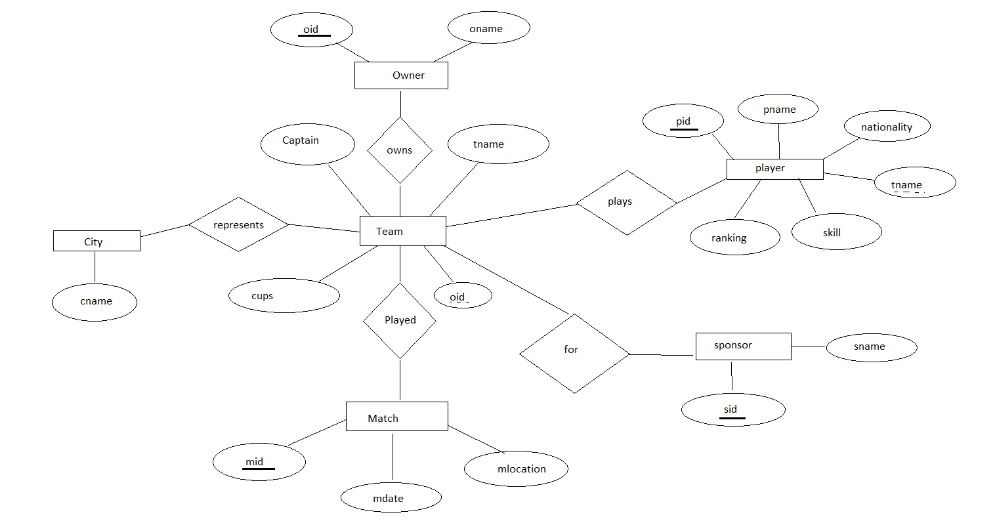 oid
oname
Owner
owns
Captain
tname
pid
pname
nationality
player
tname
plays
ranking
skill
represents
Team
City
cname
cups
oid
Played
for
sponsor
sname
sid
Match
mid
mlocation
mdate